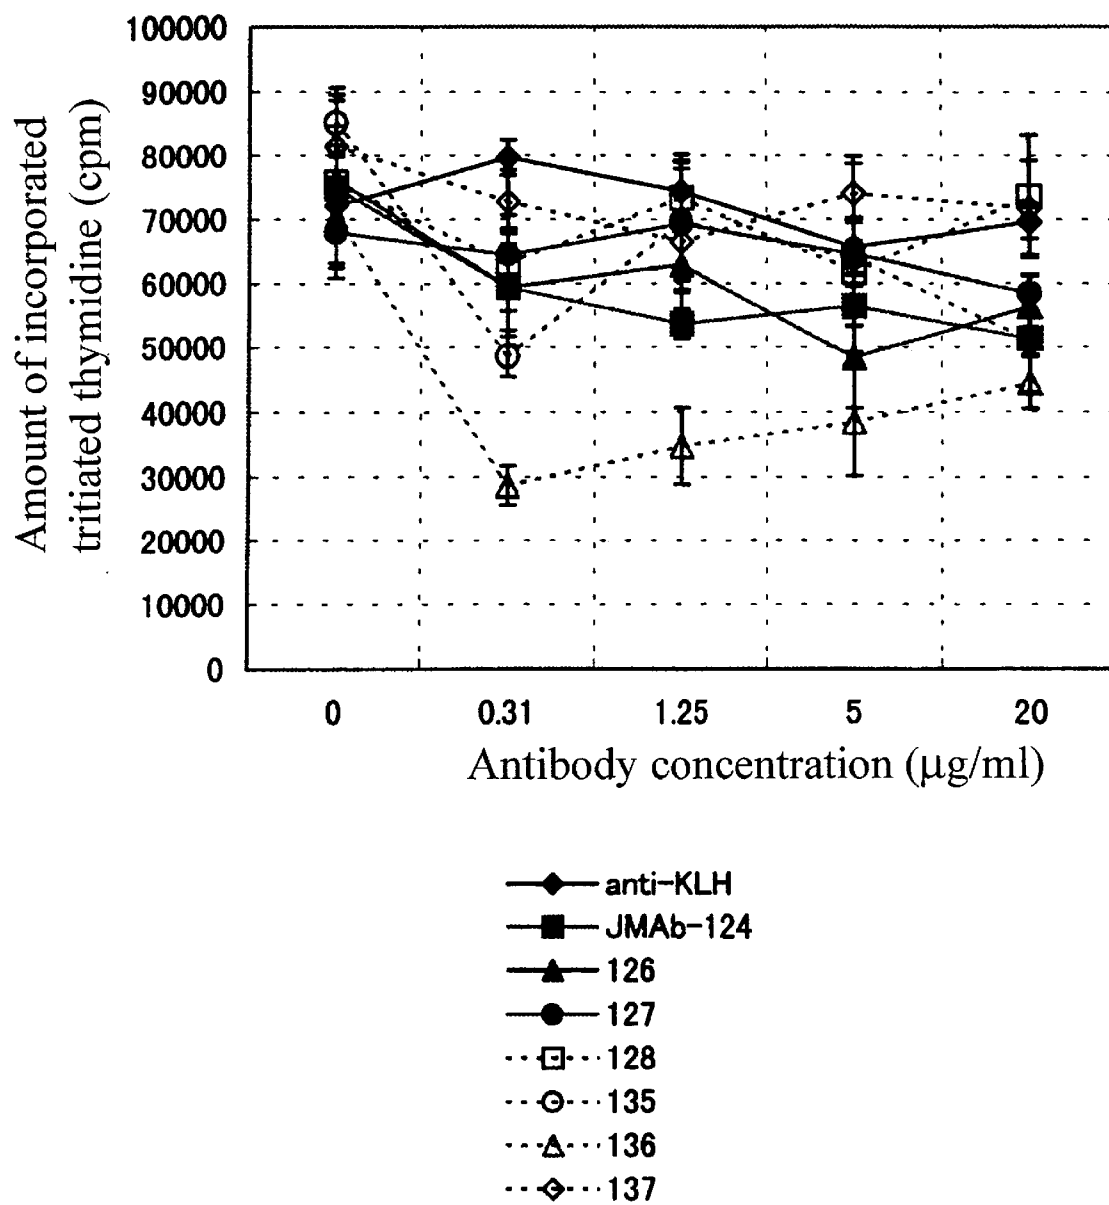 100000
90000
80000
70000
60000
50000
40000
30000
20000
10000
0
Amount of incorporated
tritiated thymidine (cpm)
0 0.31 1.25 5 20
Antibody concentration (μg/ml)
anti-KLH
JMAb-124
126
127
128
135
136
137